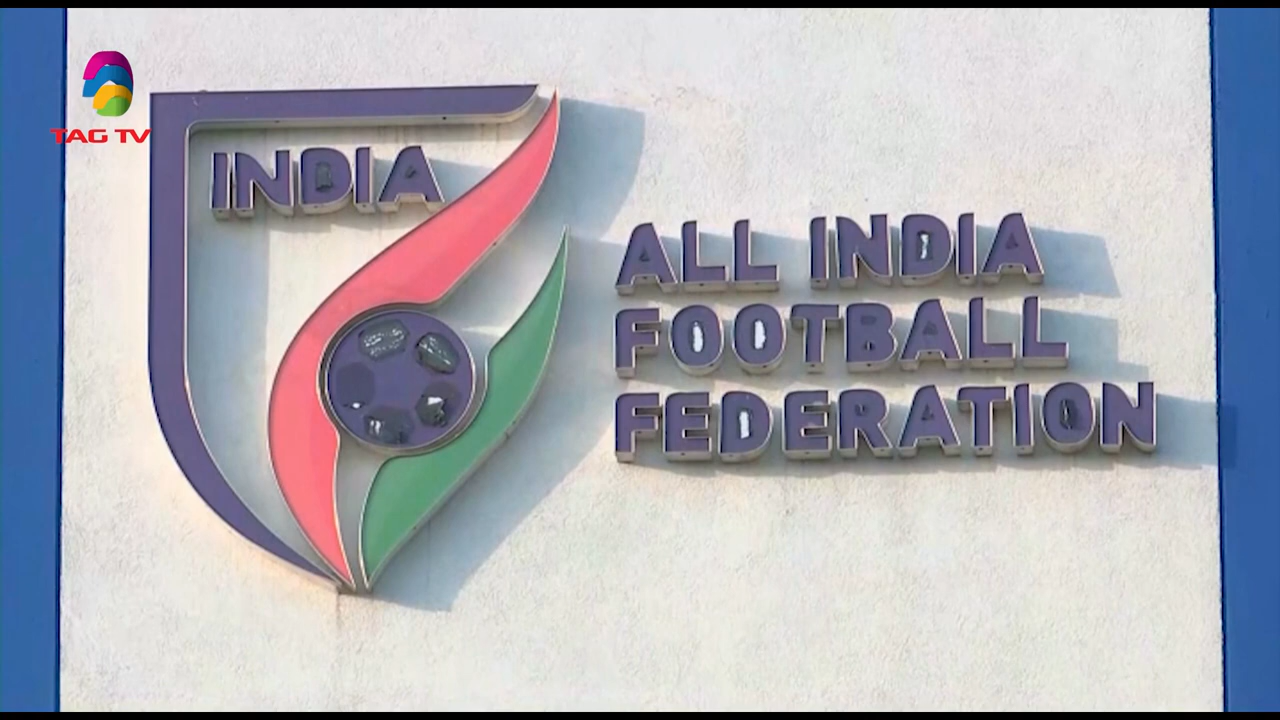 TAG TV
INDIA
ALL INDIA
FOOTBALL
FEDERATION